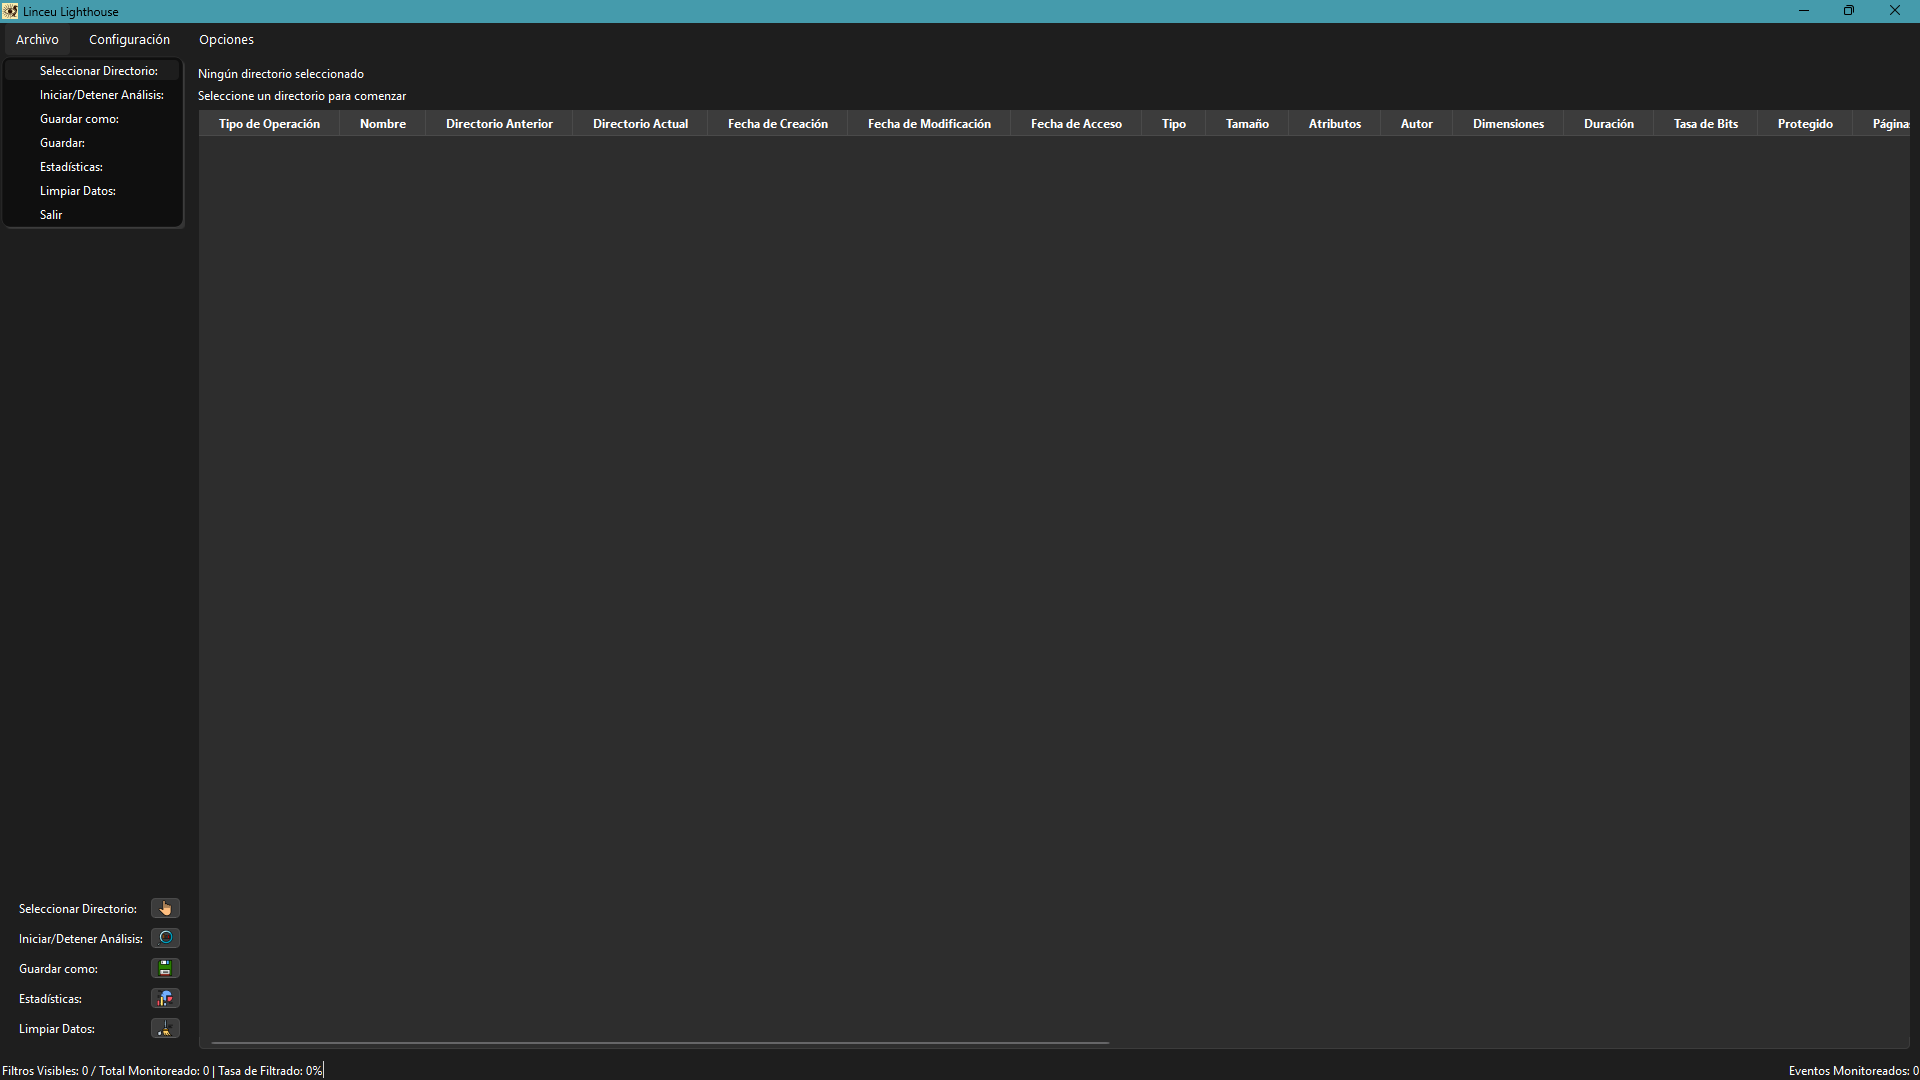 Linceu Lighthouse
Archivo Configuración Opciones
Seleccionar Directorio:
Iniciar/Detener Análisis:
Guardar como:
Guardar:
Estadísticas:
Limpiar Datos:
Salir
Ningún directorio seleccionado
Seleccione un directorio para comenzar
Tipo de Operación Nombre Directorio Anterior Directorio Actual Fecha de Creación Fecha de Modificación Fecha de Acceso Tipo Tamaño Atributos Autor Dimensiones Duración Tasa de Bits Protegido Página
Seleccionar Directorio:
Iniciar/Detener Análisis:
Guardar como:
Estadísticas:
Limpiar Datos:
Filtros Visibles: 0 / Total Monitoreado: 0 | Tasa de Filtrado: 0%
Eventos Monitoreados: 0